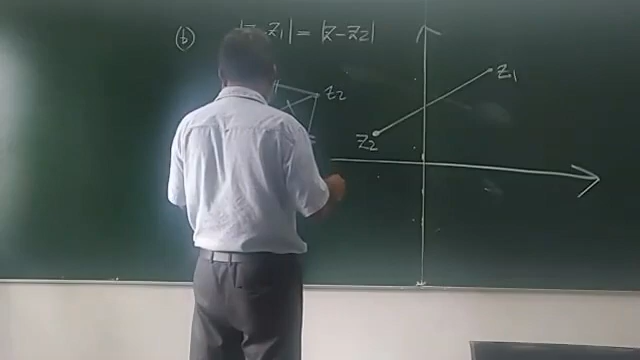 (b) z₁| = |z-z₂|
z₁
z₂
z₂